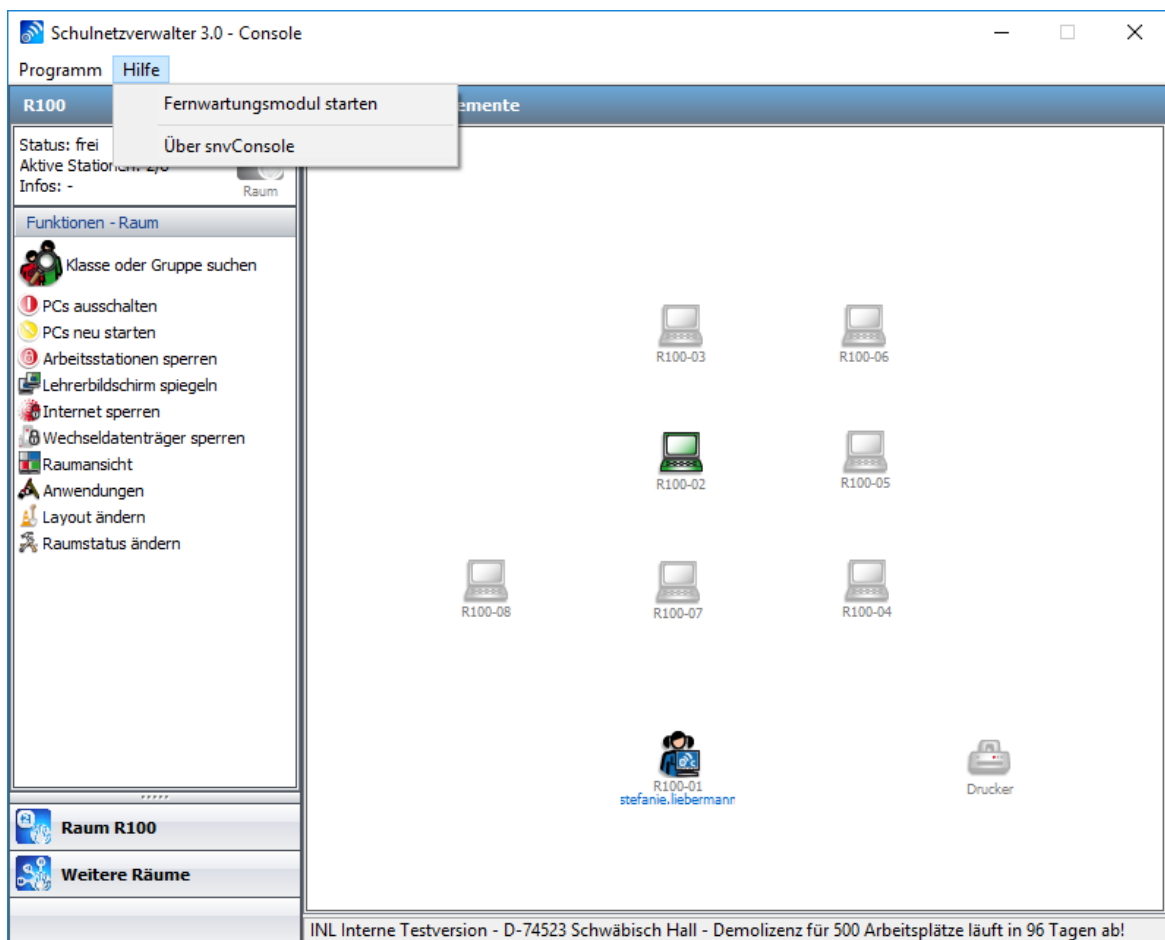 Schulnetzverwalter 3.0 - Console
Programm Hilfe
R100
Fernwartungsmodul starten
Über snvConsole
Status: frei
Infos: -
Raum
Funktionen - Raum
Klasse oder Gruppe suchen
PCs ausschalten
PCs neu starten
Arbeitsstationen sperren
Lehrerbildschirm spiegeln
Internet sperren
Wechseldatenträger sperren
Raumansicht
Anwendungen
Layout ändern
Raumstatus ändern
Raum R100
Weitere Räume
R100-03
R100-06
R100-02
R100-05
R100-08
R100-07
R100-04
R100-01
stefanie.liebermann
Drucker
INL Interne Testversion - D-74523 Schwäbisch Hall - Demolizenz für 500 Arbeitsplätze läuft in 96 Tagen ab!